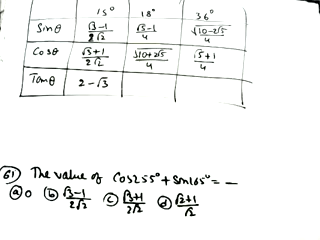 15° 18° 36°
Sinθ √3-1/2√2 √5-1/4 √10-2√5/4
Cosθ √3+1/2√2 √10+2√5/4 √5+1/4
Tanθ 2-√3
61) The value of Cos255°+Sin165°= —
ⓐ 0 ⓑ √3-1/2√2 ⓒ √3+1/2√2 ⓓ √3+1/√2